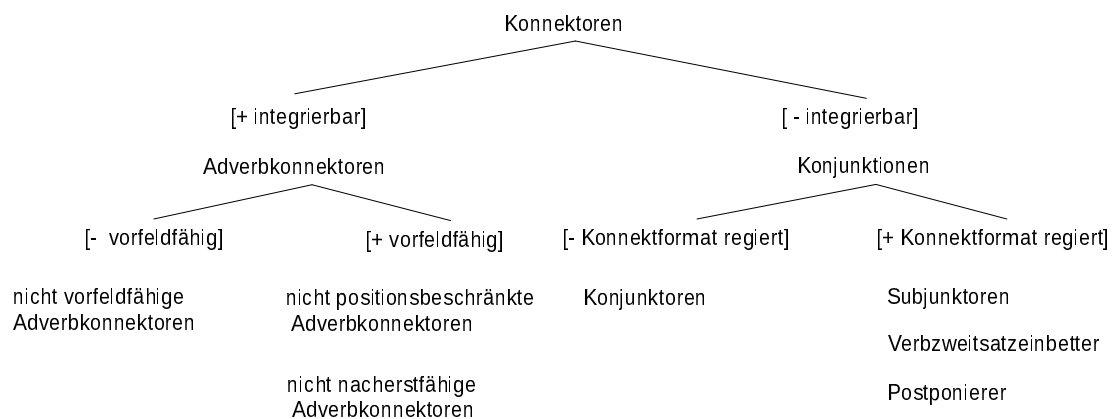 Konnektoren
[+ integrierbar]
[ - integrierbar]
Adverbkonnektoren
Konjunktionen
[- vorfeldfähig]
[+ vorfeldfähig]
[- Konnektformat regiert]
[+ Konnektformat regiert]
nicht vorfeldfähige
Adverbkonnektoren
nicht positionsbeschränkte
Adverbkonnektoren
nicht nacherstfähige
Adverbkonnektoren
Konjunktoren
Subjunktoren
Verbzweitsatzeinbetter
Postponierer